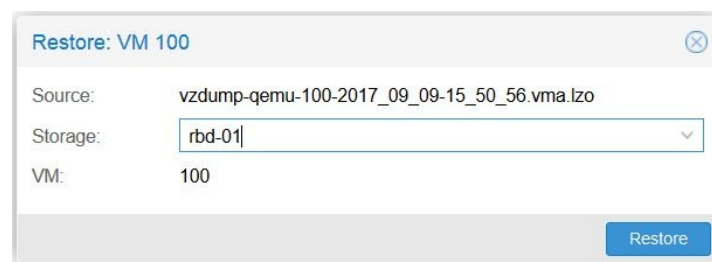 Restore: VM 100
Source: vzdump-qemu-100-2017_09_09-15_50_56.vma.lzo
Storage: rbd-01
VM: 100
Restore